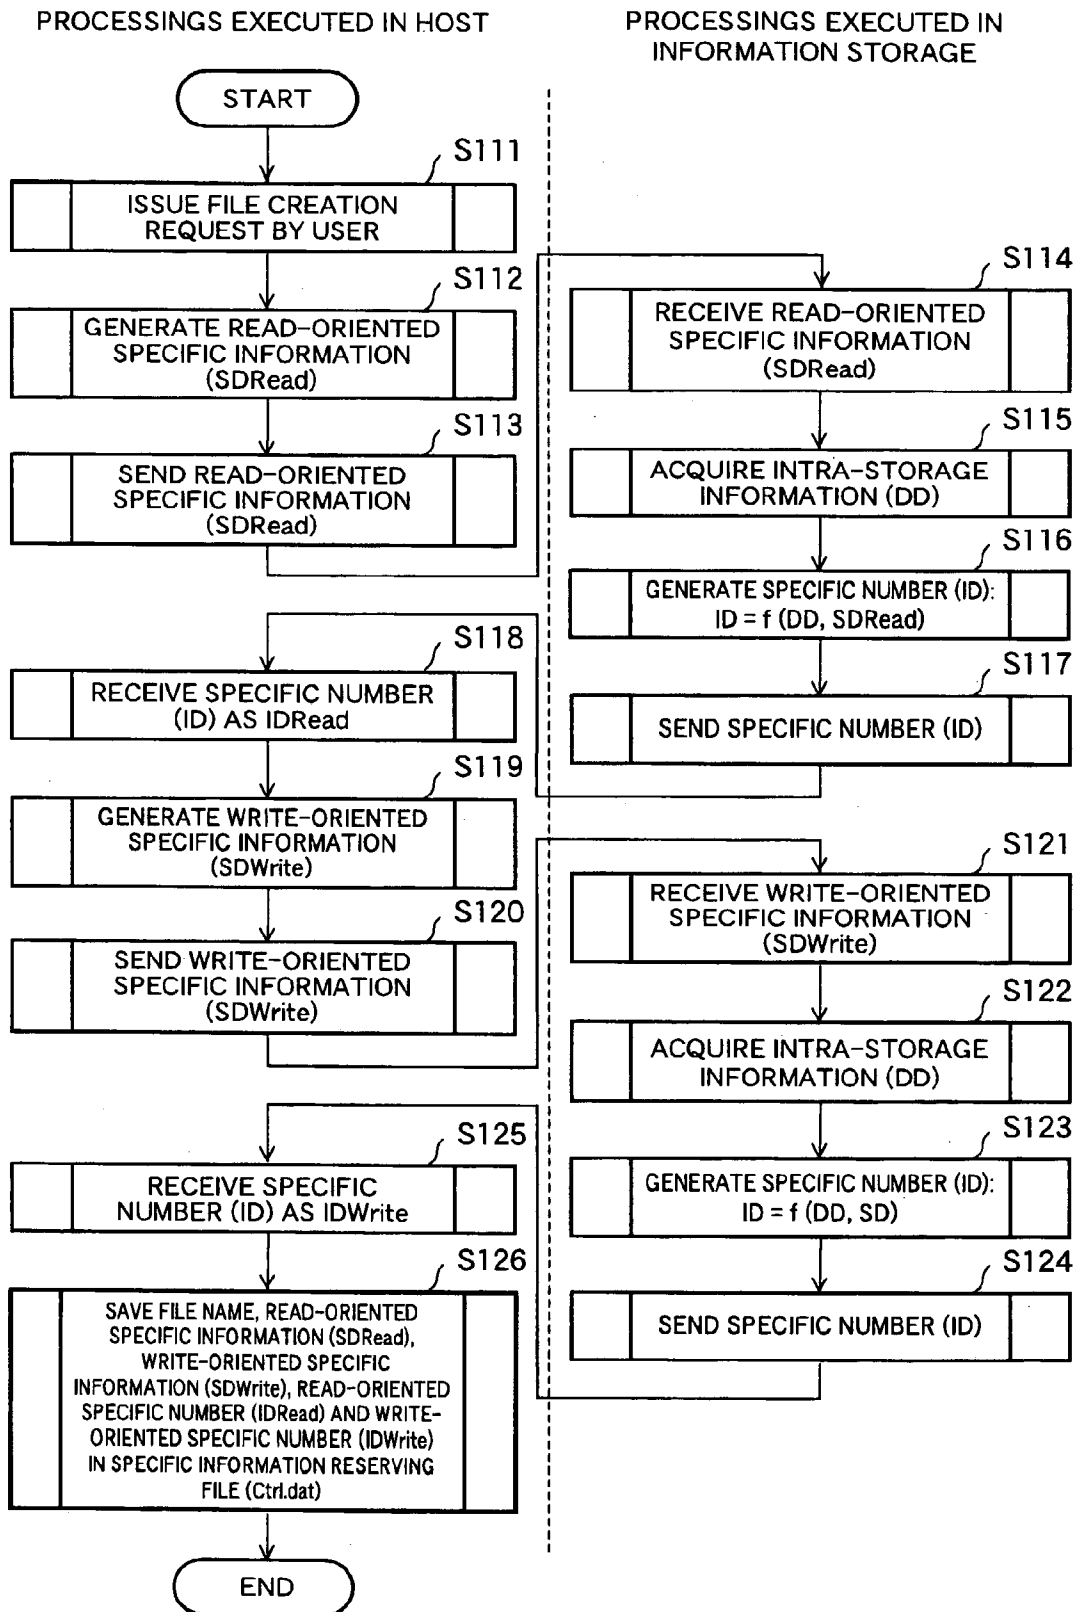 PROCESSINGS EXECUTED IN HOST
PROCESSINGS EXECUTED IN
INFORMATION STORAGE
START
S111
ISSUE FILE CREATION
REQUEST BY USER
S112
GENERATE READ-ORIENTED
SPECIFIC INFORMATION
(SDRead)
S113
SEND READ-ORIENTED
SPECIFIC INFORMATION
(SDRead)
S114
RECEIVE READ-ORIENTED
SPECIFIC INFORMATION
(SDRead)
S115
ACQUIRE INTRA-STORAGE
INFORMATION (DD)
S116
GENERATE SPECIFIC NUMBER (ID):
ID = f (DD, SDRead)
S117
SEND SPECIFIC NUMBER (ID)
S118
RECEIVE SPECIFIC NUMBER
(ID) AS IDRead
S119
GENERATE WRITE-ORIENTED
SPECIFIC INFORMATION
(SDWrite)
S120
SEND WRITE-ORIENTED
SPECIFIC INFORMATION
(SDWrite)
S121
RECEIVE WRITE-ORIENTED
SPECIFIC INFORMATION
(SDWrite)
S122
ACQUIRE INTRA-STORAGE
INFORMATION (DD)
S123
GENERATE SPECIFIC NUMBER (ID):
ID = f (DD, SD)
S124
SEND SPECIFIC NUMBER (ID)
S125
RECEIVE SPECIFIC
NUMBER (ID) AS IDWrite
S126
SAVE FILE NAME, READ-ORIENTED
SPECIFIC INFORMATION (SDRead),
WRITE-ORIENTED SPECIFIC
INFORMATION (SDWrite), READ-ORIENTED
SPECIFIC NUMBER (IDRead) AND WRITE-
ORIENTED SPECIFIC NUMBER (IDWrite)
IN SPECIFIC INFORMATION RESERVING
FILE (Ctrl.dat)
END